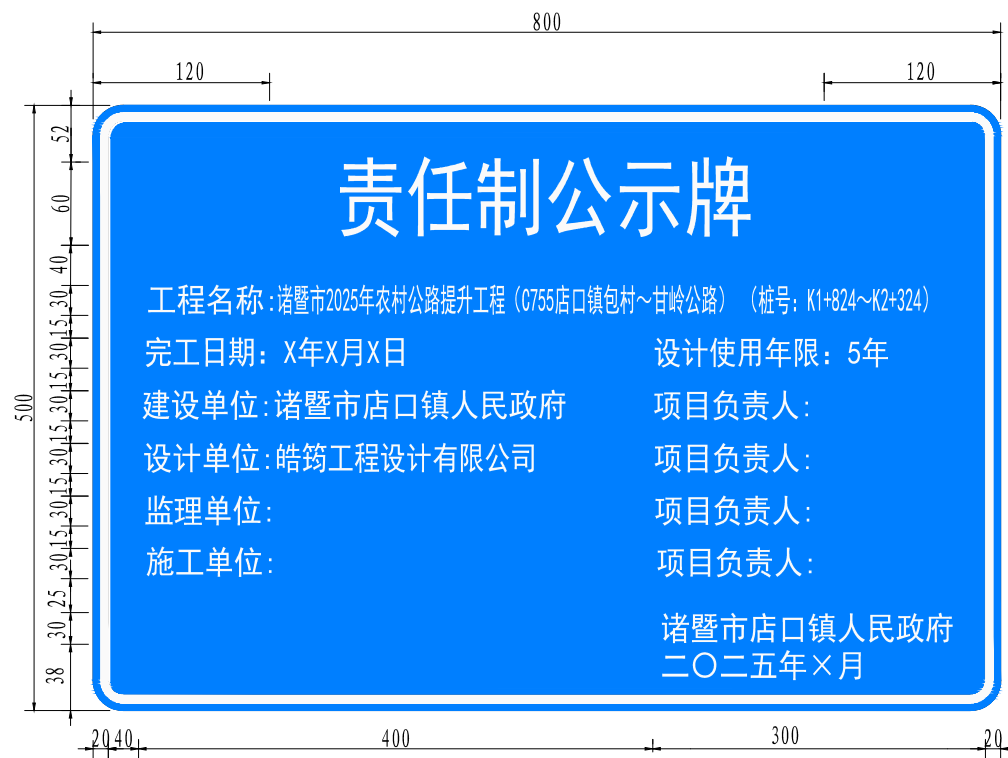 800
120 120
责任制公示牌
工程名称:诸暨市2025年农村公路提升工程（C755店口镇包村～甘岭公路）（桩号：K1+824～K2+324）
完工日期：X年X月X日 设计使用年限：5年
建设单位:诸暨市店口镇人民政府 项目负责人:
设计单位:皓筠工程设计有限公司 项目负责人:
监理单位: 项目负责人:
施工单位: 项目负责人:
诸暨市店口镇人民政府
二〇二五年×月
500
52
60
40
30
15
30
15
30
15
30
15
30
15
30
25
30
38
20 40 400 300 20